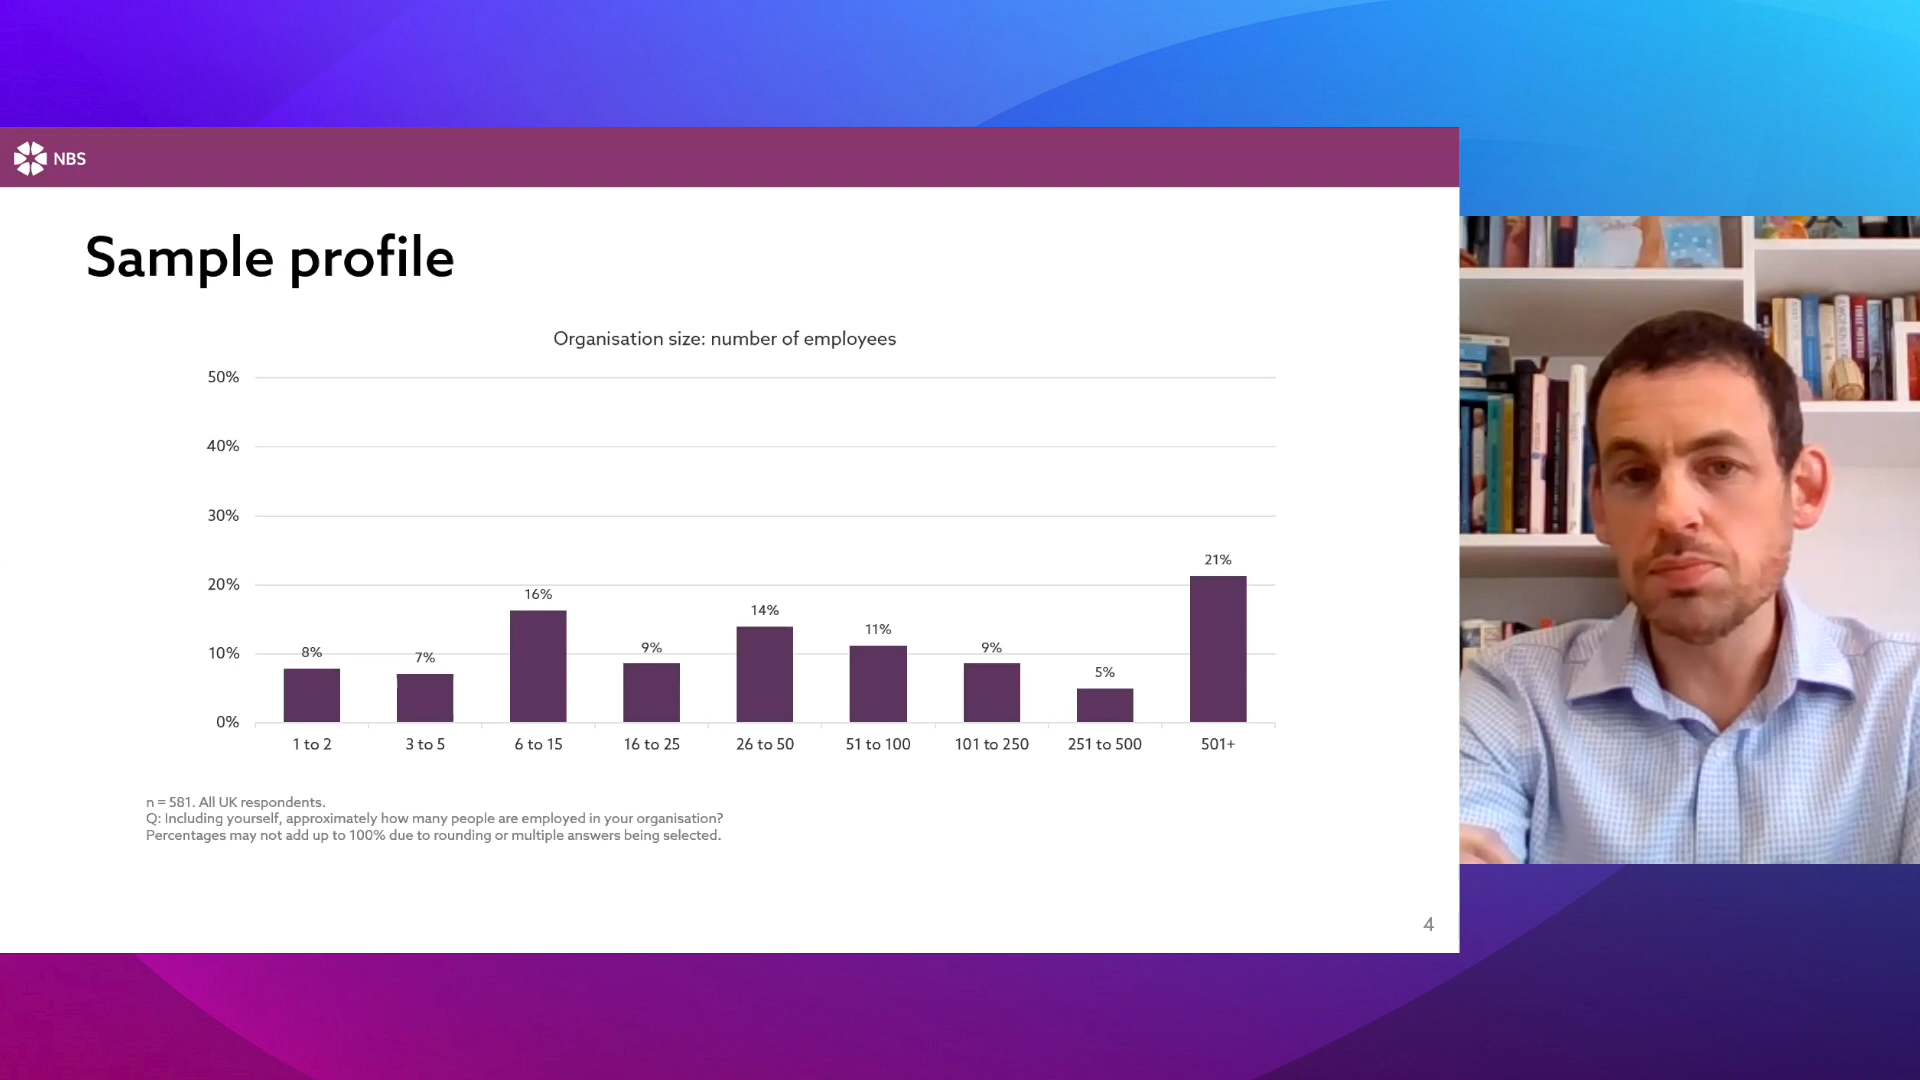 NBS
Sample profile
Organisation size: number of employees
50%
40%
30%
20%
10%
0%
8%
7%
16%
9%
14%
11%
9%
5%
21%
1 to 2
3 to 5
6 to 15
16 to 25
26 to 50
51 to 100
101 to 250
251 to 500
501+
n = 581. All UK respondents.
Q: Including yourself, approximately how many people are employed in your organisation?
Percentages may not add up to 100% due to rounding or multiple answers being selected.
4